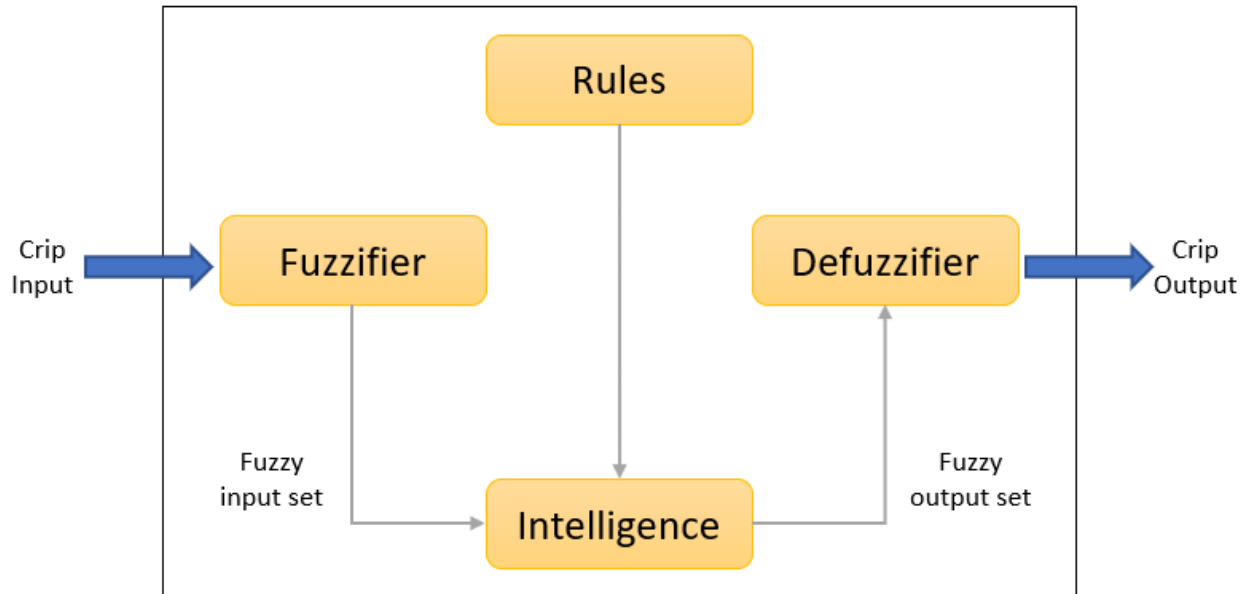 Rules
Crip
Input
Fuzzifier
Defuzzifier
Crip
Output
Fuzzy
input set
Intelligence
Fuzzy
output set